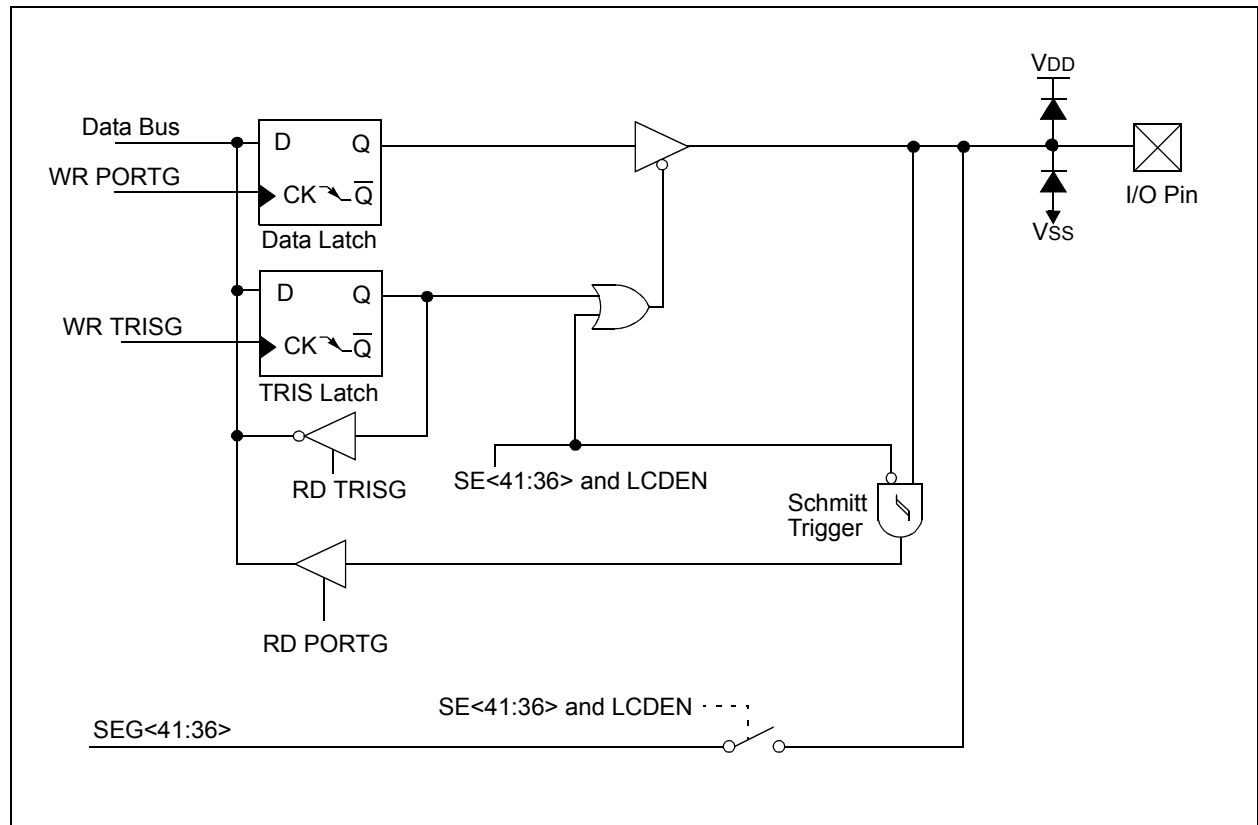 VDD
Data Bus
D Q
WR PORTG
CK Q
I/O Pin
Data Latch
VSS
D Q
WR TRISG
CK Q
TRIS Latch
RD TRISG
SE<41:36> and LCDEN
Schmitt
Trigger
RD PORTG
SE<41:36> and LCDEN
SEG<41:36>